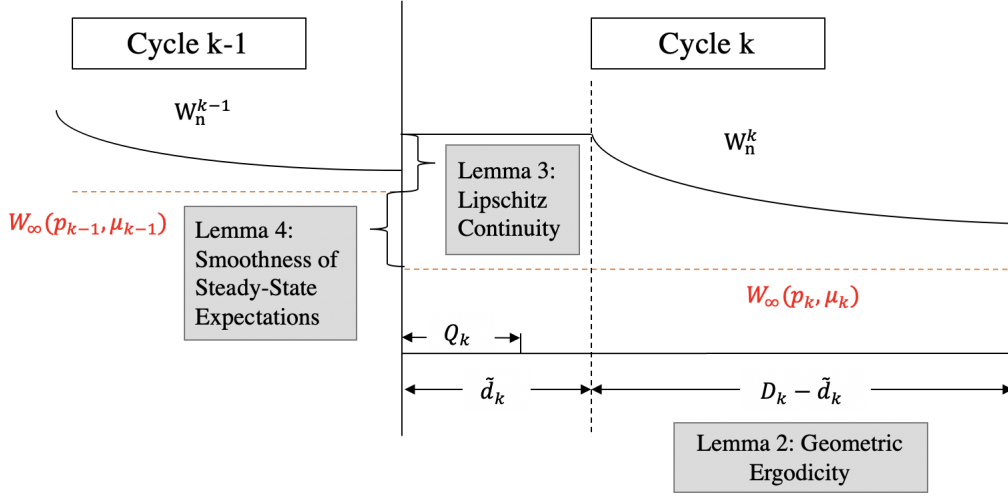 Cycle k-1
Cycle k
W_n^{k-1}
W_n^k
Lemma 3:
Lipschitz
Continuity
W_∞(p_{k-1}, μ_{k-1})
Lemma 4:
Smoothness of
Steady-State
Expectations
W_∞(p_k, μ_k)
Q_k
d̃_k
D_k − d̃_k
Lemma 2: Geometric
Ergodicity